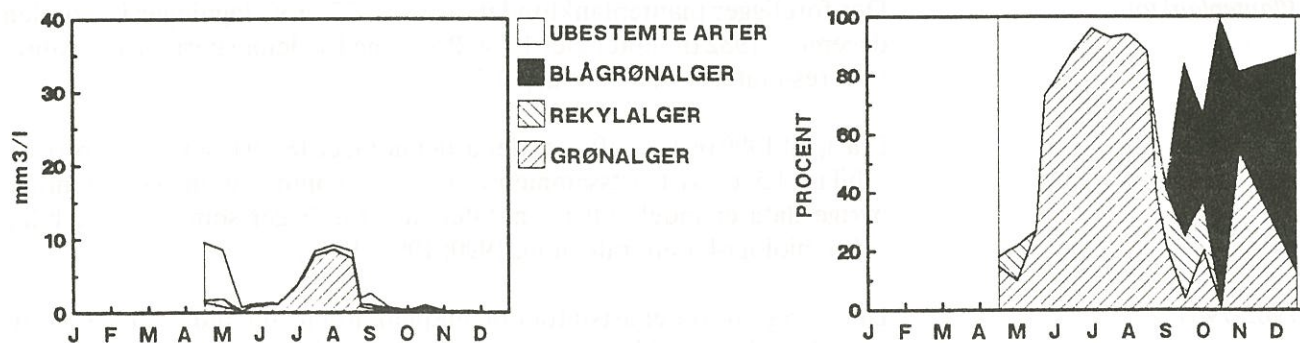 mm3/l
40
30
20
10
0
J F M A M J J A S O N D
UBESTEMTE ARTER
BLÅGRØNALGER
REKYLALGER
GRØNALGER
PROCENT
100
80
60
40
20
0
J F M A M J J A S O N D